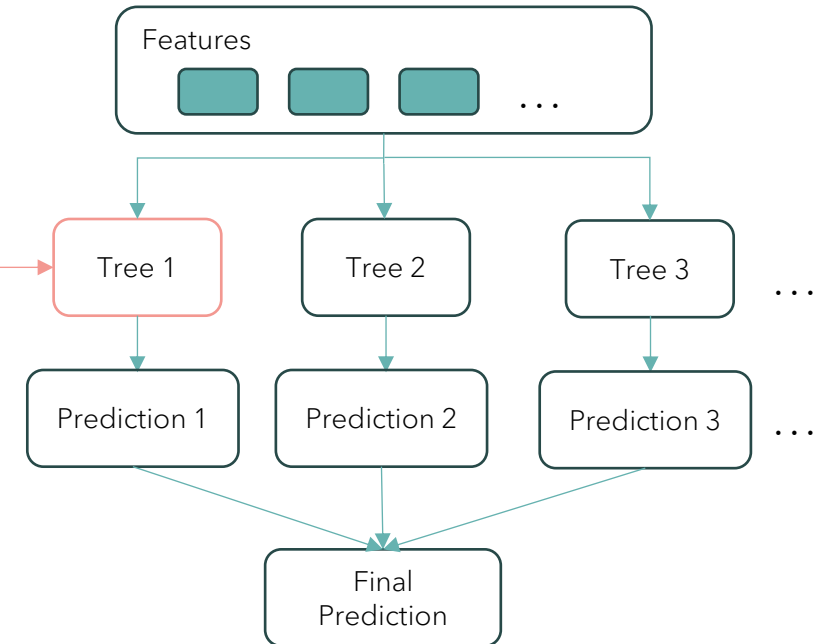 Features
...
Tree 1
Tree 2
Tree 3
...
Prediction 1
Prediction 2
Prediction 3
...
Final
Prediction